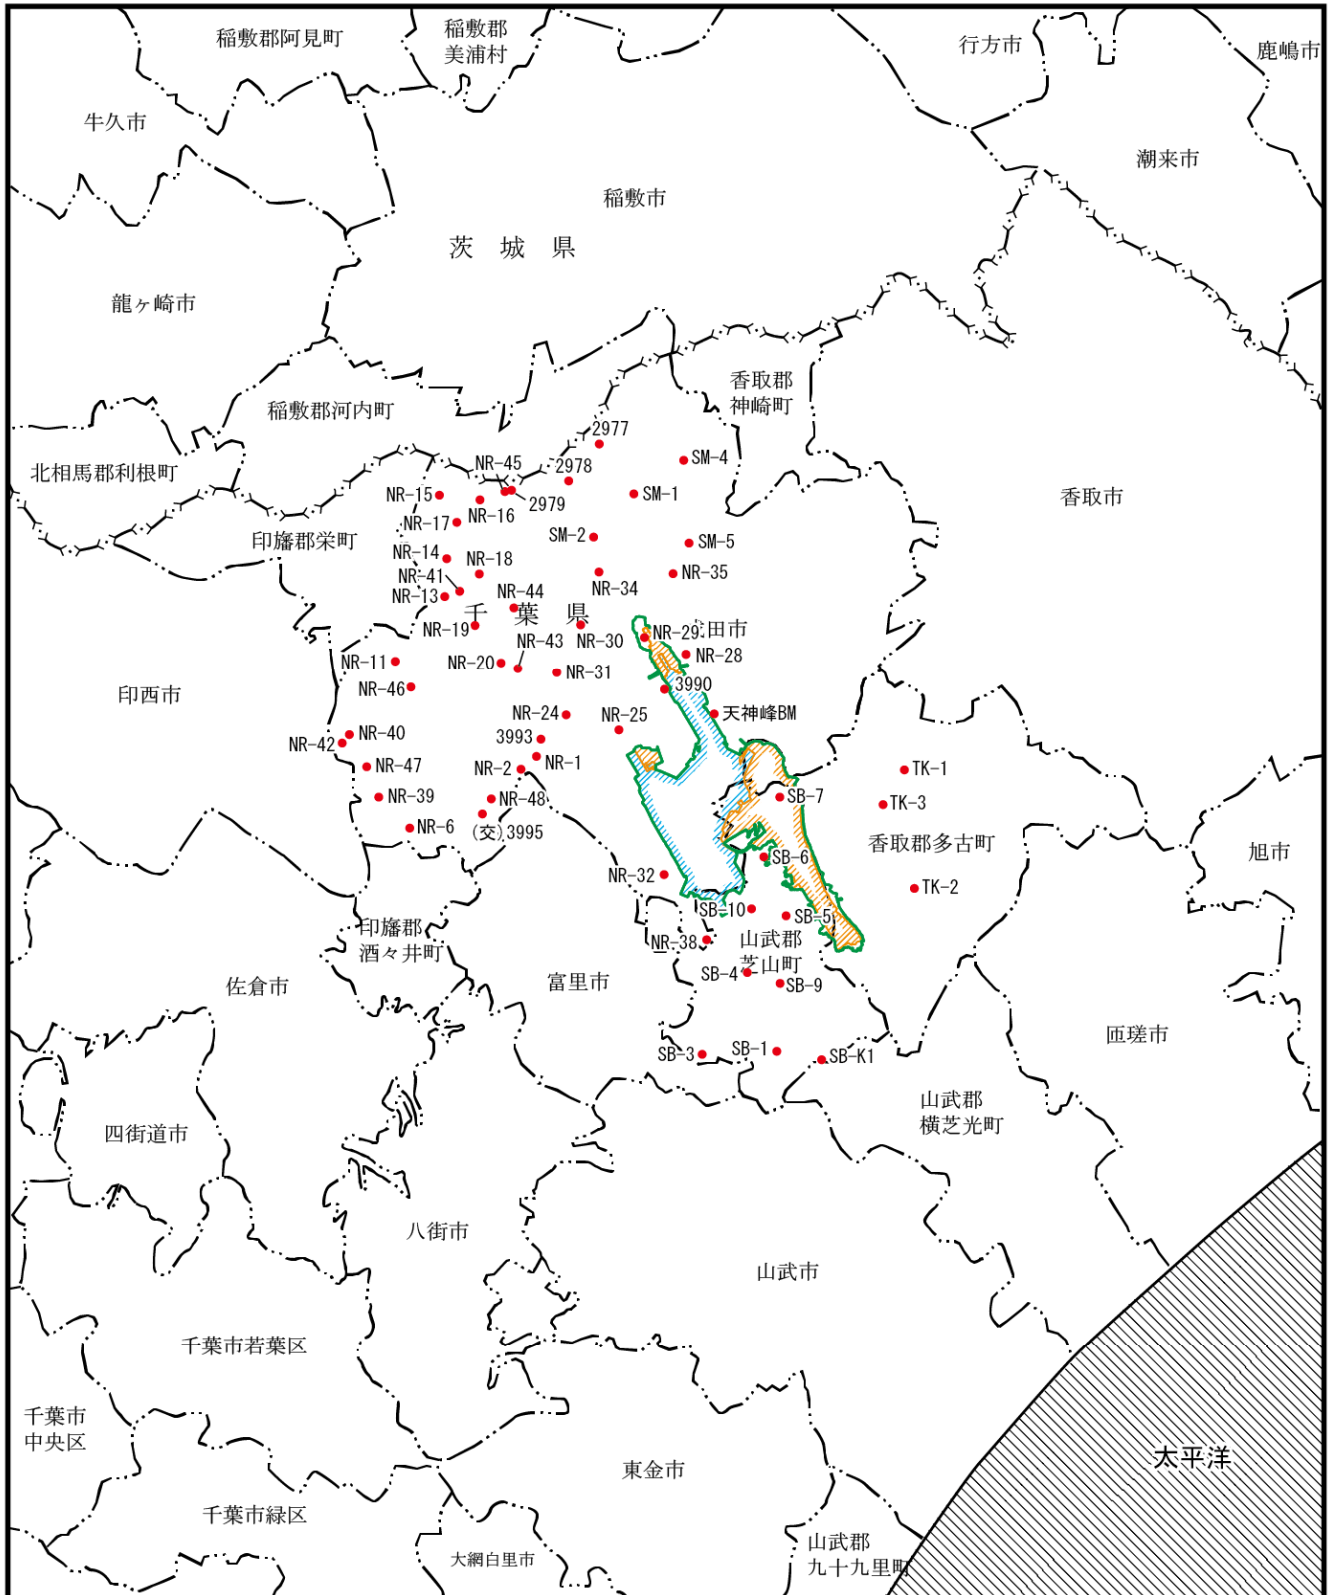 稲敷郡阿見町
稲敷郡
美浦村
行方市
鹿嶋市
牛久市
潮来市
稲敷市
茨城県
龍ヶ崎市
香取郡
神崎町
稲敷郡河内町
北相馬郡利根町
2977
NR-45
2978
SM-4
NR-15
2979
SM-1
香取市
NR-16
NR-17
印旛郡栄町
SM-2
SM-5
NR-14
NR-18
NR-41
NR-34
NR-35
NR-13
NR-44
千葉県
NR-19
NR-43
NR-30
NR-29
成田市
NR-11
NR-20
NR-31
NR-28
NR-46
3990
印西市
NR-24
NR-25
天神峰BM
NR-40
NR-42
3993
NR-47
NR-2
NR-1
TK-1
NR-39
NR-48
SB-7
TK-3
NR-6
(交)3995
香取郡多古町
旭市
SB-6
NR-32
TK-2
SB-10
SB-5
印旛郡
酒々井町
NR-38
山武郡
芝山町
佐倉市
富里市
SB-4
SB-9
匝瑳市
SB-3
SB-1
SB-K1
山武郡
横芝光町
四街道市
八街市
山武市
千葉市若葉区
千葉市
中央区
東金市
太平洋
千葉市緑区
大網白里市
山武郡
九十九里町